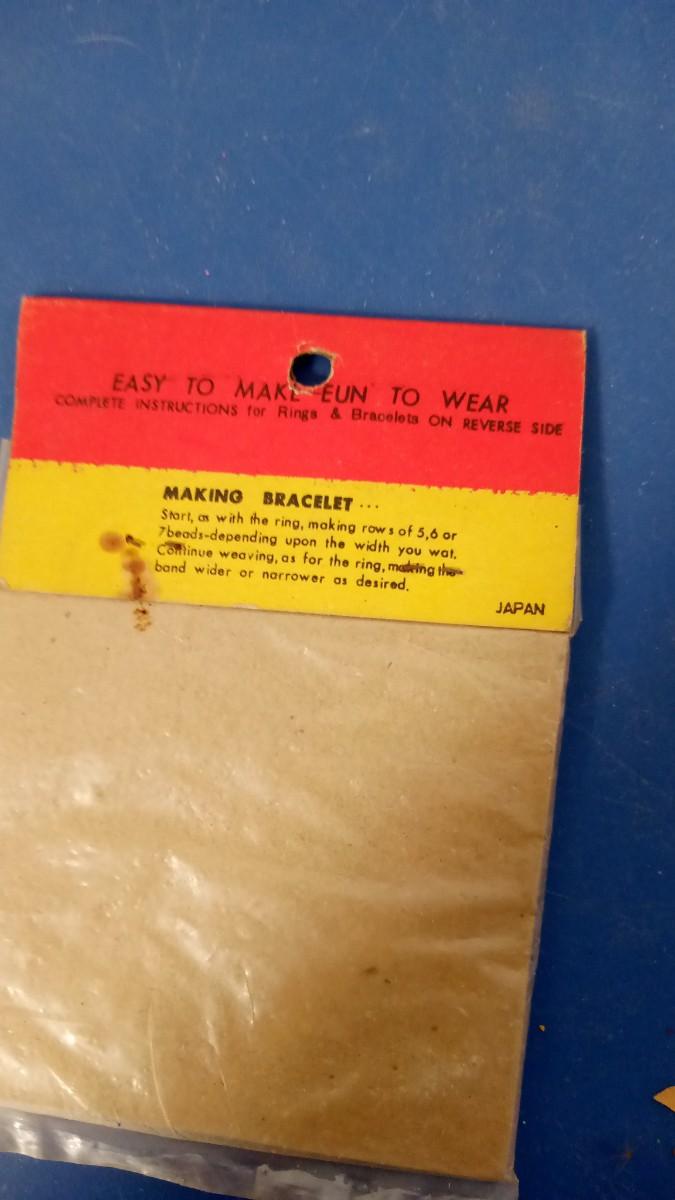 EASY TO MAKE FUN TO WEAR
COMPLETE INSTRUCTIONS for Rings & Bracelets ON REVERSE SIDE
MAKING BRACELET...
Start, as with the ring, making rows of 5,6 or
7beads-depending upon the width you wat.
Continue weaving, as for the ring, making the
band wider or narrower as desired.
JAPAN